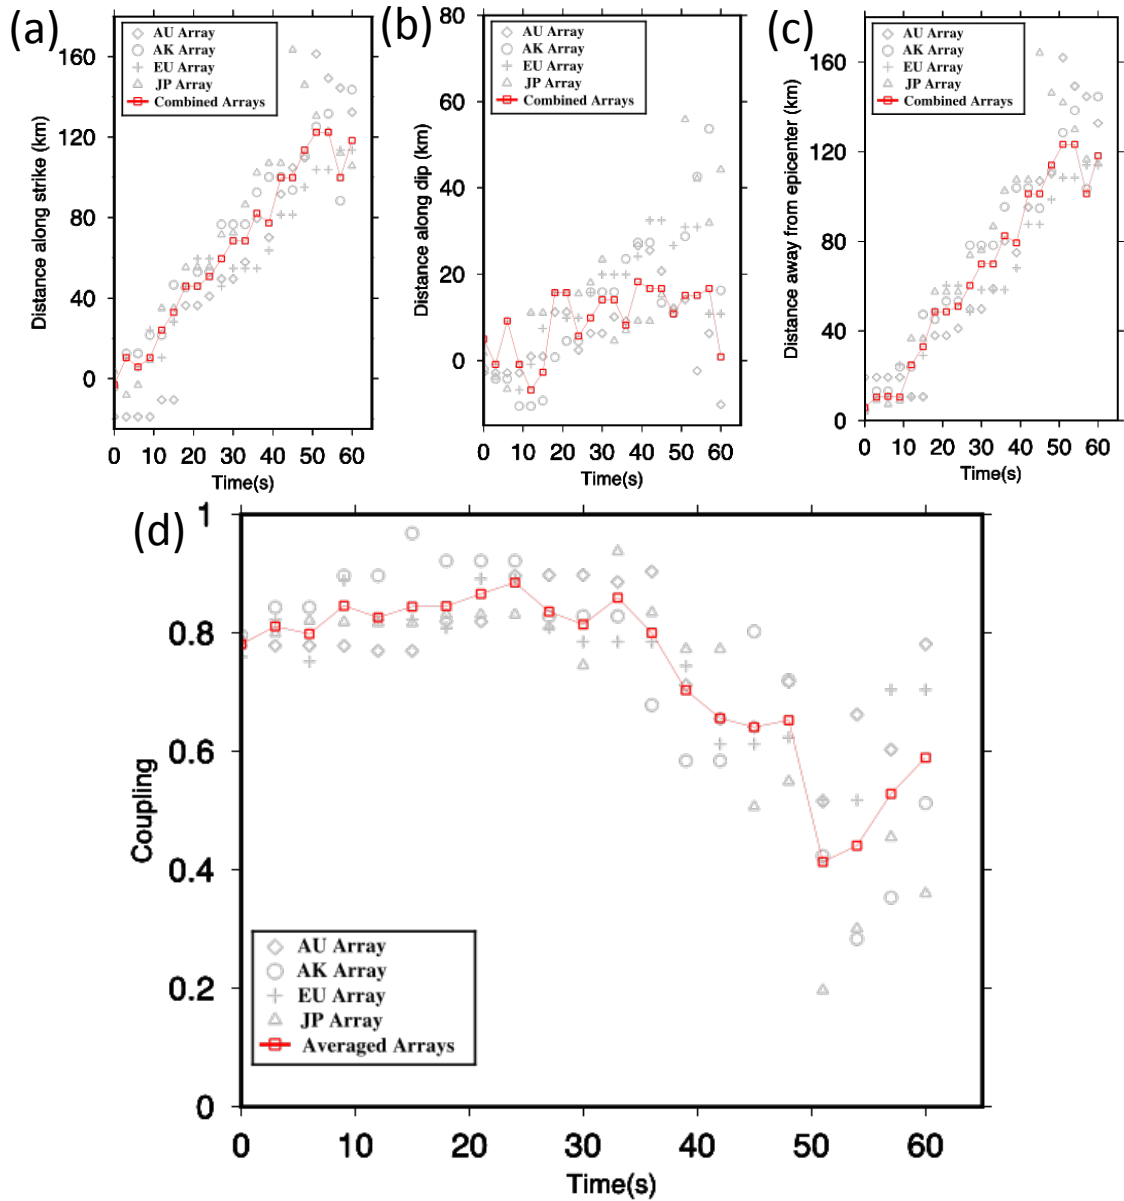 (a)
AU Array
AK Array
EU Array
JP Array
Combined Arrays
Distance along strike (km)
160
120
80
40
0
0 10 20 30 40 50 60
Time(s)
(b)
AU Array
AK Array
EU Array
JP Array
Combined Arrays
Distance along dip (km)
80
60
40
20
0
0 10 20 30 40 50 60
Time(s)
(c)
AU Array
AK Array
EU Array
JP Array
Combined Arrays
Distance away from epicenter (km)
160
120
80
40
0
0 10 20 30 40 50 60
Time(s)
(d)
Coupling
1
0.8
0.6
0.4
0.2
0
AU Array
AK Array
EU Array
JP Array
Averaged Arrays
0 10 20 30 40 50 60
Time(s)